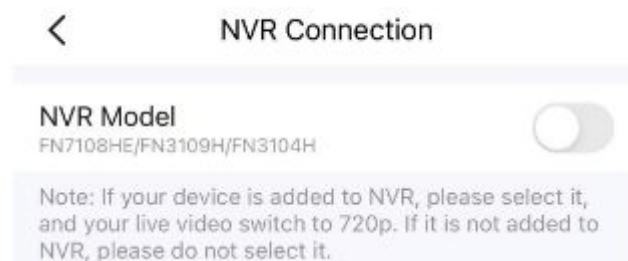 NVR Connection
NVR Model
FN7108HE/FN3109H/FN3104H
Note: If your device is added to NVR, please select it,
and your live video switch to 720p. If it is not added to
NVR, please do not select it.